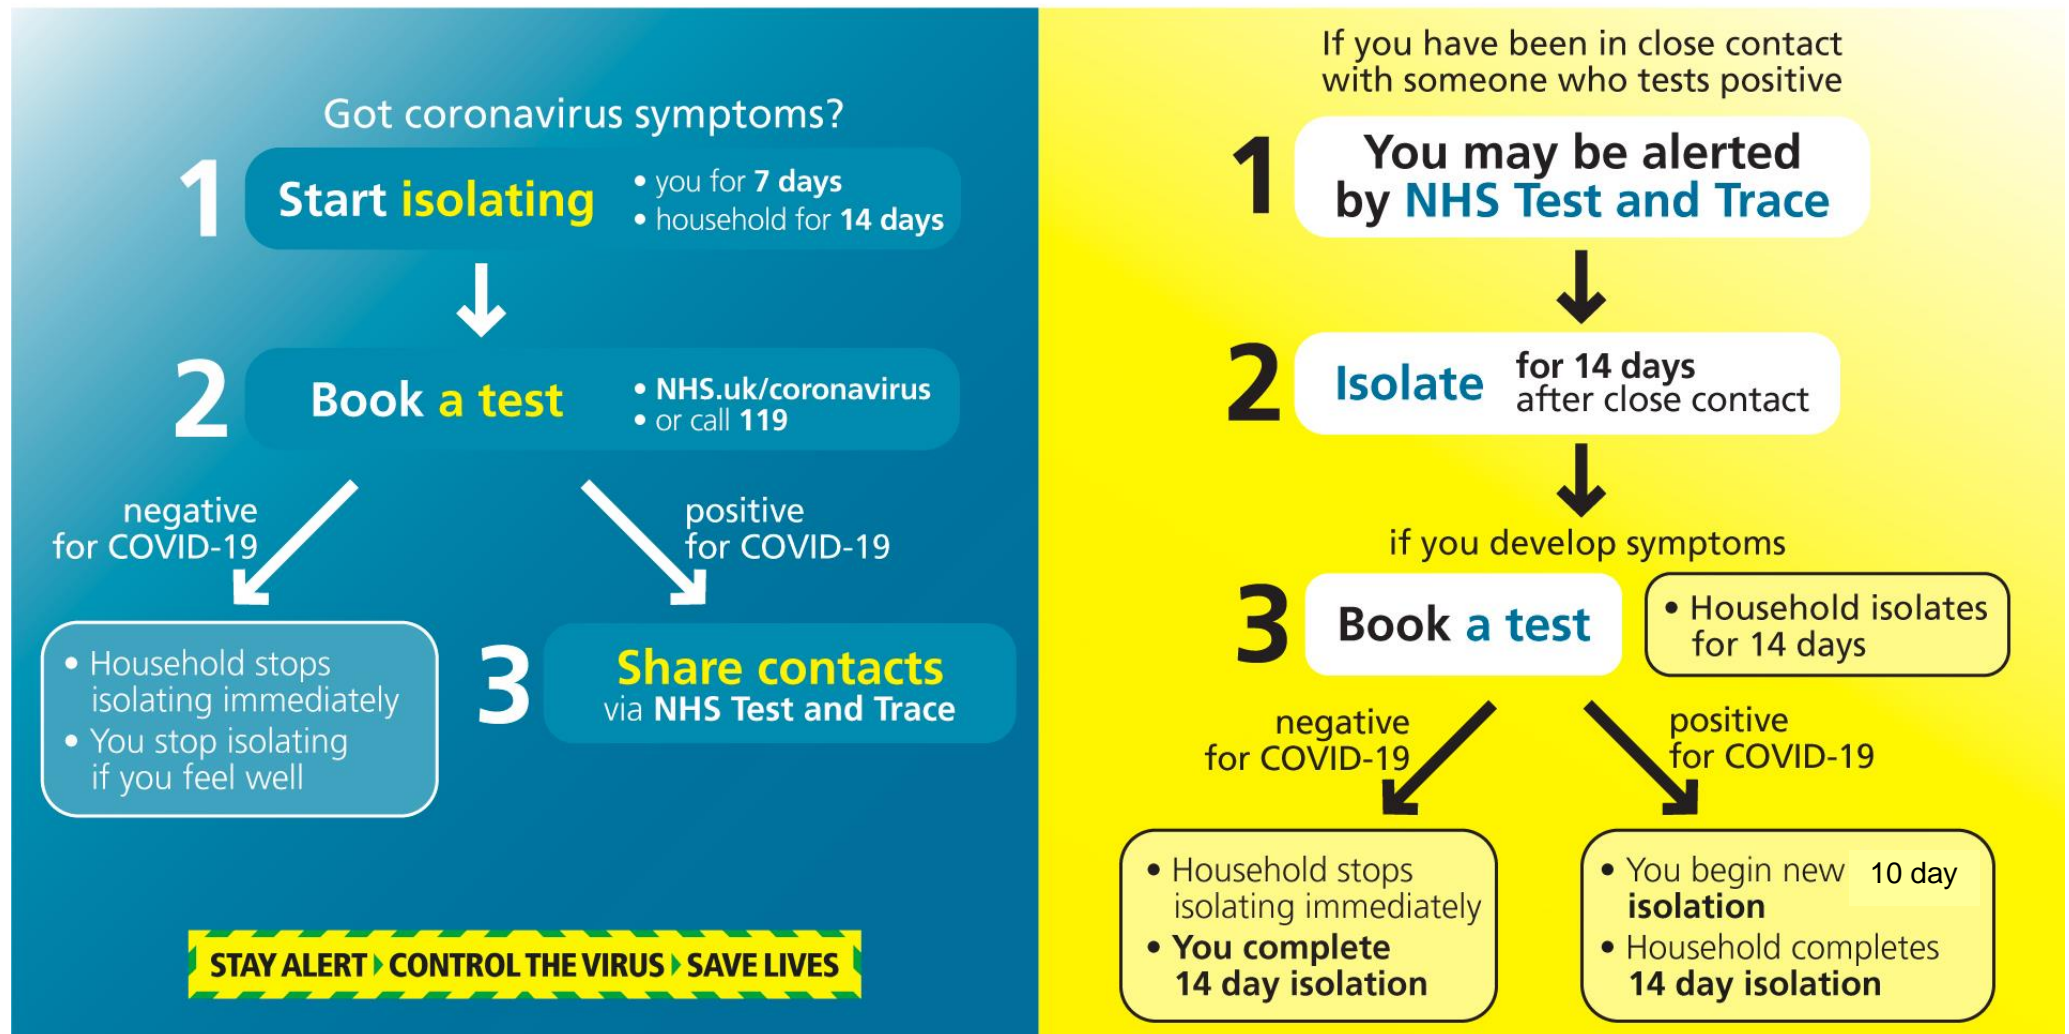 Got coronavirus symptoms?
1
Start isolating
• you for 7 days
• household for 14 days
2
Book a test
• NHS.uk/coronavirus
• or call 119
negative
for COVID-19
positive
for COVID-19
• Household stops
isolating immediately
• You stop isolating
if you feel well
3
Share contacts
via NHS Test and Trace
STAY ALERT CONTROL THE VIRUS SAVE LIVES
If you have been in close contact
with someone who tests positive
1
You may be alerted
by NHS Test and Trace
2
Isolate
for 14 days
after close contact
if you develop symptoms
3
Book a test
• Household isolates
for 14 days
negative
for COVID-19
positive
for COVID-19
• Household stops
isolating immediately
• You complete
14 day isolation
• You begin new 10 day
isolation
• Household completes
14 day isolation